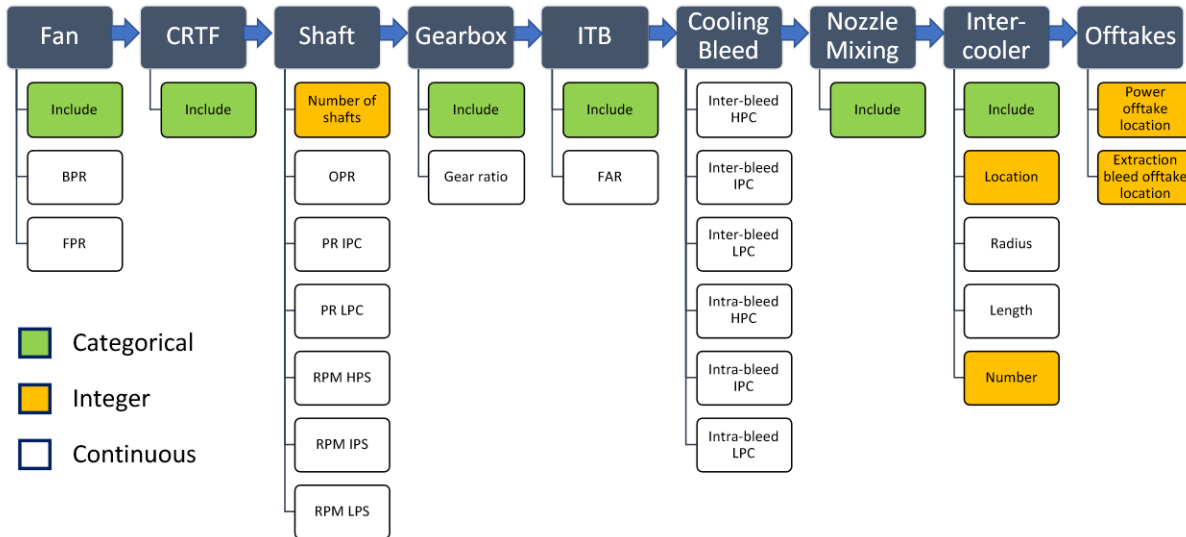 Fan
CRTF
Shaft
Gearbox
ITB
Cooling
Bleed
Nozzle
Mixing
Inter-
cooler
Offtakes
Include
BPR
FPR
Include
Number of
shafts
OPR
PR IPC
PR LPC
RPM HPS
RPM IPS
RPM LPS
Include
Gear ratio
Include
FAR
Inter-bleed
HPC
Inter-bleed
IPC
Inter-bleed
LPC
Intra-bleed
HPC
Intra-bleed
IPC
Intra-bleed
LPC
Include
Include
Location
Radius
Length
Number
Power
offtake
location
Extraction
bleed offtake
location
Categorical
Integer
Continuous